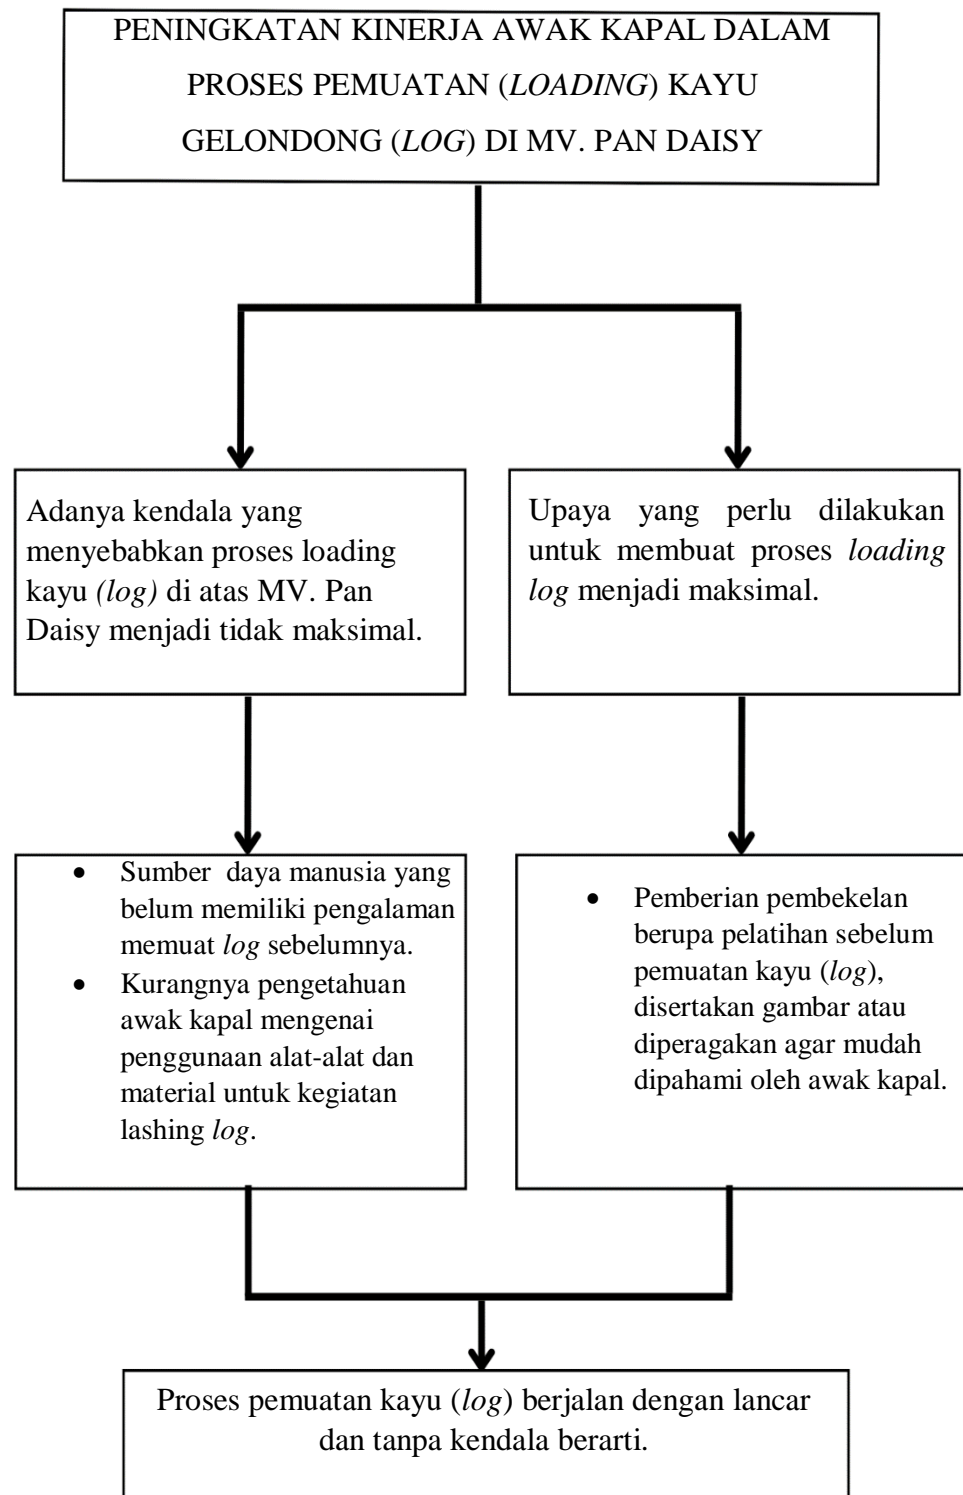 PENINGKATAN KINERJA AWAK KAPAL DALAM
PROSES PEMUATAN (LOADING) KAYU
GELONDONG (LOG) DI MV. PAN DAISY
Adanya kendala yang
menyebabkan proses loading
kayu (log) di atas MV. Pan
Daisy menjadi tidak maksimal.
Upaya yang perlu dilakukan
untuk membuat proses loading
log menjadi maksimal.
• Sumber daya manusia yang
belum memiliki pengalaman
memuat log sebelumnya.
• Kurangnya pengetahuan
awak kapal mengenai
penggunaan alat-alat dan
material untuk kegiatan
lashing log.
• Pemberian pembekelan
berupa pelatihan sebelum
pemuatan kayu (log),
disertakan gambar atau
diperagakan agar mudah
dipahami oleh awak kapal.
Proses pemuatan kayu (log) berjalan dengan lancar
dan tanpa kendala berarti.